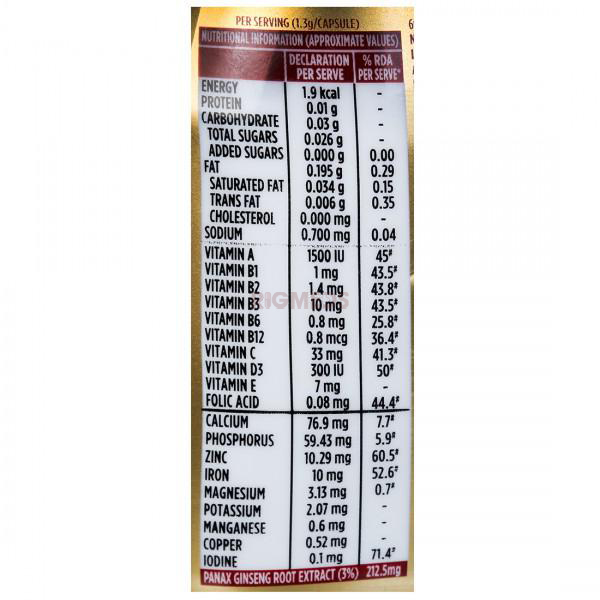 PER SERVING (1.3g/CAPSULE)
NUTRITIONAL INFORMATION (APPROXIMATE VALUES)
DECLARATION PER SERVE % RDA PER SERVE*
ENERGY 1.9 kcal -
PROTEIN 0.01 g -
CARBOHYDRATE 0.03 g -
TOTAL SUGARS 0.026 g -
ADDED SUGARS 0.000 g 0.00
FAT 0.195 g 0.29
SATURATED FAT 0.034 g 0.15
TRANS FAT 0.006 g 0.35
CHOLESTEROL 0.000 mg -
SODIUM 0.700 mg 0.04
VITAMIN A 1500 IU 45#
VITAMIN B1 1 mg 43.5#
VITAMIN B2 1.4 mg 43.8#
VITAMIN B3 10 mg 43.5#
VITAMIN B6 0.8 mg 25.8#
VITAMIN B12 0.8 mcg 36.4#
VITAMIN C 33 mg 41.3#
VITAMIN D3 300 IU 50#
VITAMIN E 7 mg -
FOLIC ACID 0.08 mg 44.4#
CALCIUM 76.9 mg 7.7#
PHOSPHORUS 59.43 mg 5.9#
ZINC 10.29 mg 60.5#
IRON 10 mg 52.6#
MAGNESIUM 3.13 mg 0.7#
POTASSIUM 2.07 mg -
MANGANESE 0.6 mg -
COPPER 0.52 mg -
IODINE 0.1 mg 71.4#
PANAX GINSENG ROOT EXTRACT (3%) 212.5mg